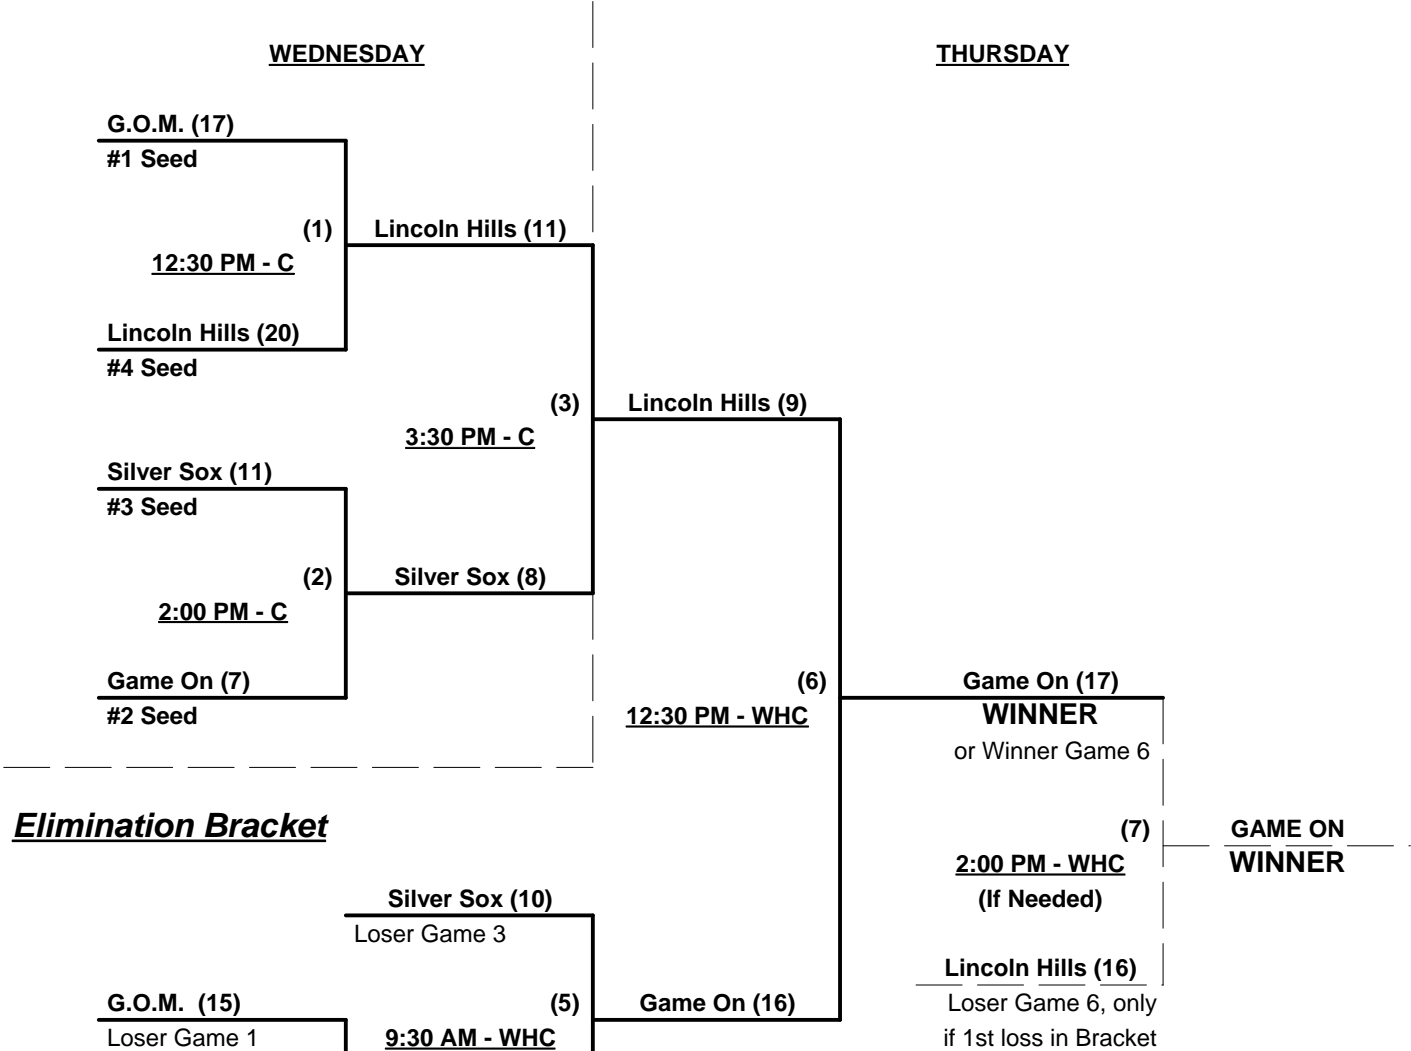 WEDNESDAY THURSDAY
G.O.M. (17)
#1 Seed
(1) Lincoln Hills (11)
12:30 PM - C
Lincoln Hills (20)
#4 Seed
(3) Lincoln Hills (9)
3:30 PM - C
Silver Sox (11)
#3 Seed
(2) Silver Sox (8)
2:00 PM - C
Game On (7) (6) Game On (17)
#2 Seed 12:30 PM - WHC WINNER
or Winner Game 6
Elimination Bracket (7) GAME ON
2:00 PM - WHC WINNER
Silver Sox (10) (If Needed)
Loser Game 3
Lincoln Hills (16)
G.O.M. (15) (5) Game On (16) Loser Game 6, only
Loser Game 1 9:30 AM - WHC if 1st loss in Bracket